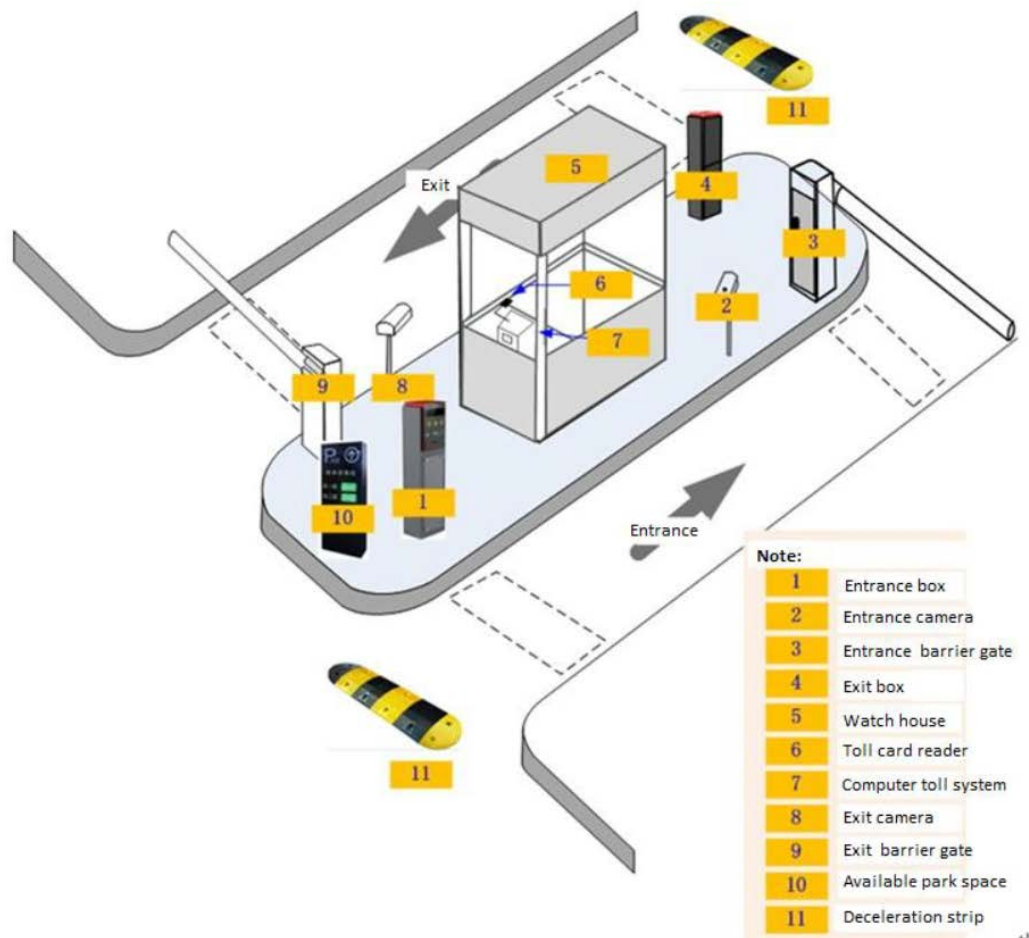 11
5
4
Exit
3
6
2
7
9
8
P
1
10
Entrance
Note:
1 Entrance box
2 Entrance camera
3 Entrance barrier gate
4 Exit box
5 Watch house
6 Toll card reader
7 Computer toll system
8 Exit camera
9 Exit barrier gate
10 Available park space
11 Deceleration strip
11